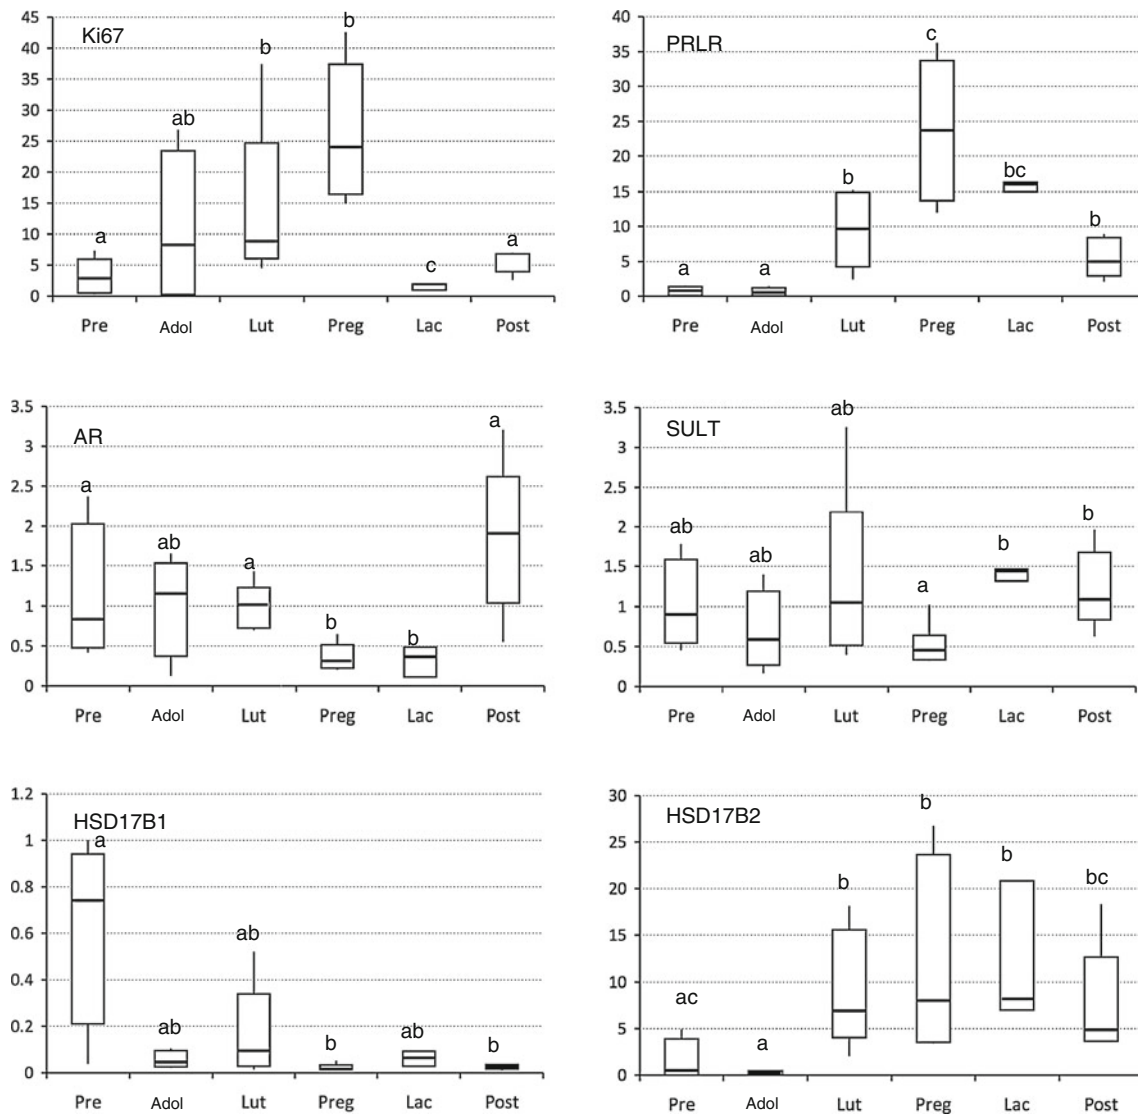 Ki67
45
40
35
30
25
20
15
10
5
0
a
ab
b
b
c
a
Pre Adol Lut Preg Lac Post
PRLR
40
35
30
25
20
15
10
5
0
a
a
b
c
bc
b
Pre Adol Lut Preg Lac Post
AR
3.5
3
2.5
2
1.5
1
0.5
0
a
ab
a
b
b
a
Pre Adol Lut Preg Lac Post
SULT
3.5
3
2.5
2
1.5
1
0.5
0
ab
ab
ab
a
b
b
Pre Adol Lut Preg Lac Post
HSD17B1
1.2
1
0.8
0.6
0.4
0.2
0
a
ab
ab
b
ab
b
Pre Adol Lut Preg Lac Post
HSD17B2
30
25
20
15
10
5
0
ac
a
b
b
b
bc
Pre Adol Lut Preg Lac Post